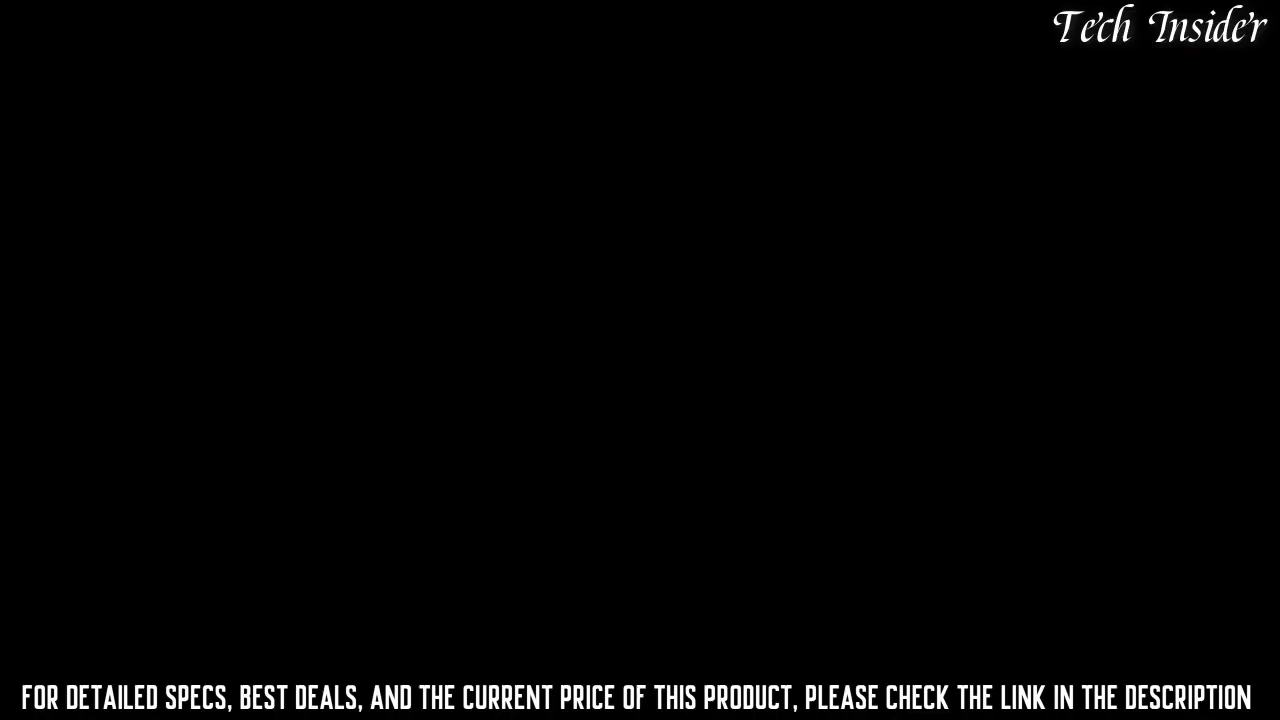 Tech Insider
FOR DETAILED SPECS, BEST DEALS, AND THE CURRENT PRICE OF THIS PRODUCT, PLEASE CHECK THE LINK IN THE DESCRIPTION